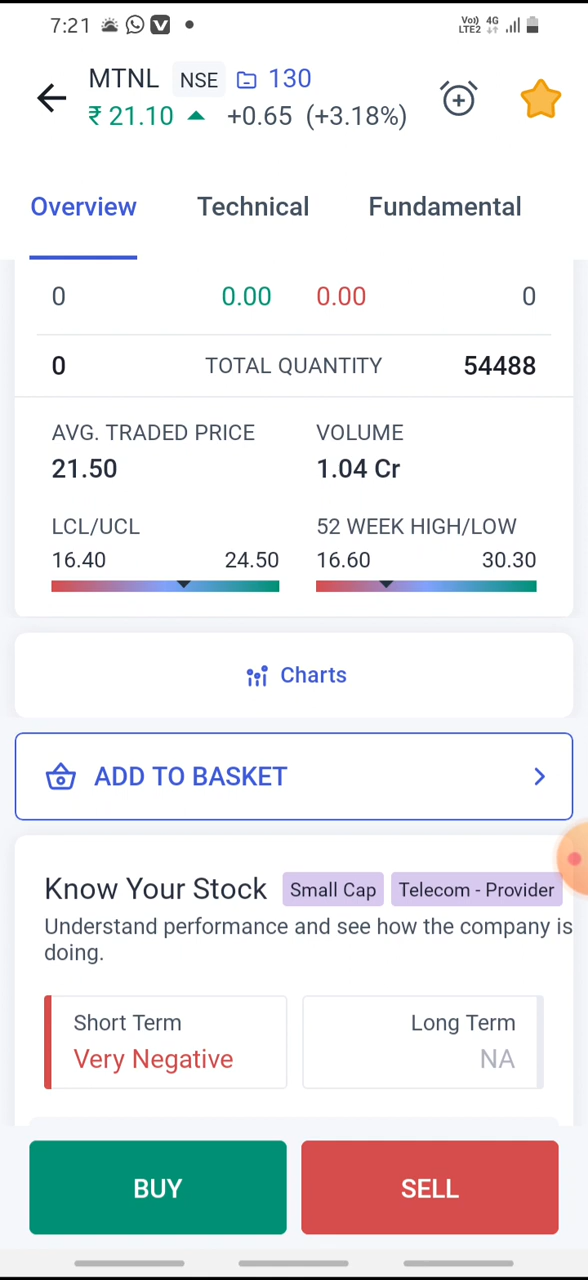 7:21
Vo) 4G
LTE2
MTNL NSE 130
₹ 21.10 +0.65 (+3.18%)
Overview Technical Fundamental
0 0.00 0.00 0
0 TOTAL QUANTITY 54488
AVG. TRADED PRICE VOLUME
21.50 1.04 Cr
LCL/UCL 52 WEEK HIGH/LOW
16.40 24.50 16.60 30.30
Charts
ADD TO BASKET
Know Your Stock Small Cap Telecom - Provider
Understand performance and see how the company is
doing.
Short Term Long Term
Very Negative NA
BUY SELL